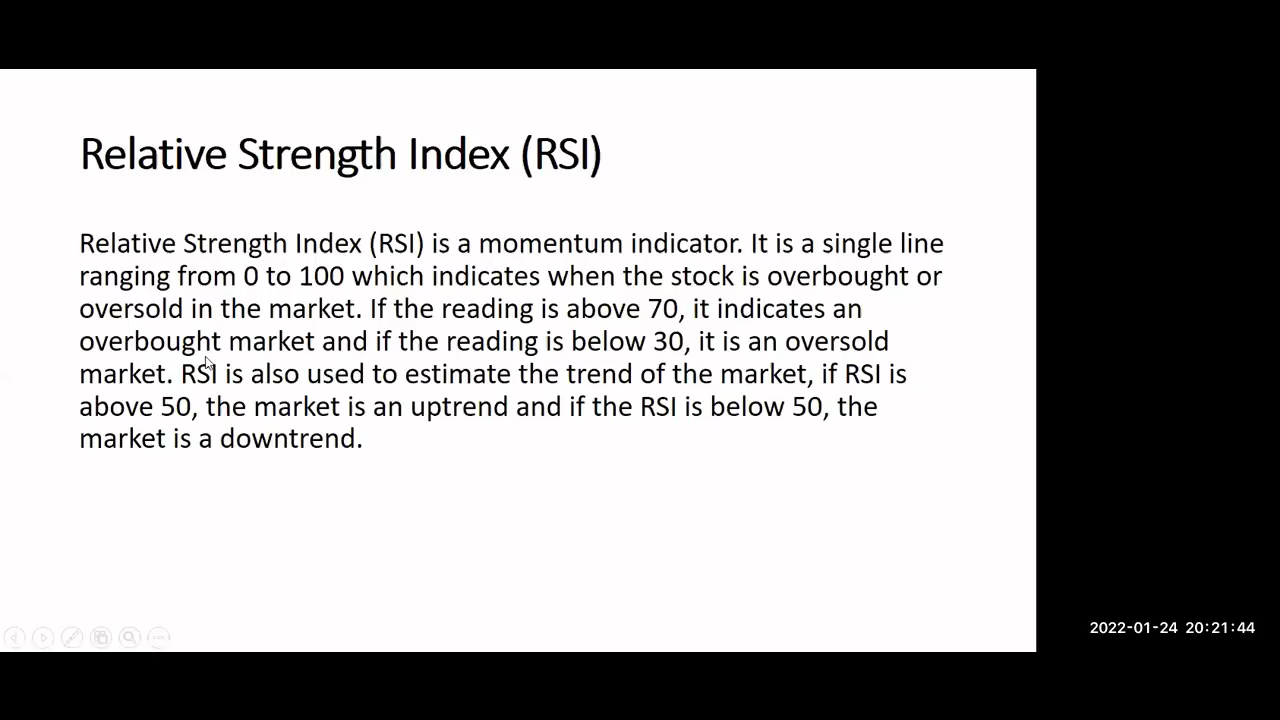 Relative Strength Index (RSI)
Relative Strength Index (RSI) is a momentum indicator. It is a single line
ranging from 0 to 100 which indicates when the stock is overbought or
oversold in the market. If the reading is above 70, it indicates an
overbought market and if the reading is below 30, it is an oversold
market. RSI is also used to estimate the trend of the market, if RSI is
above 50, the market is an uptrend and if the RSI is below 50, the
market is a downtrend.
2022-01-24 20:21:44